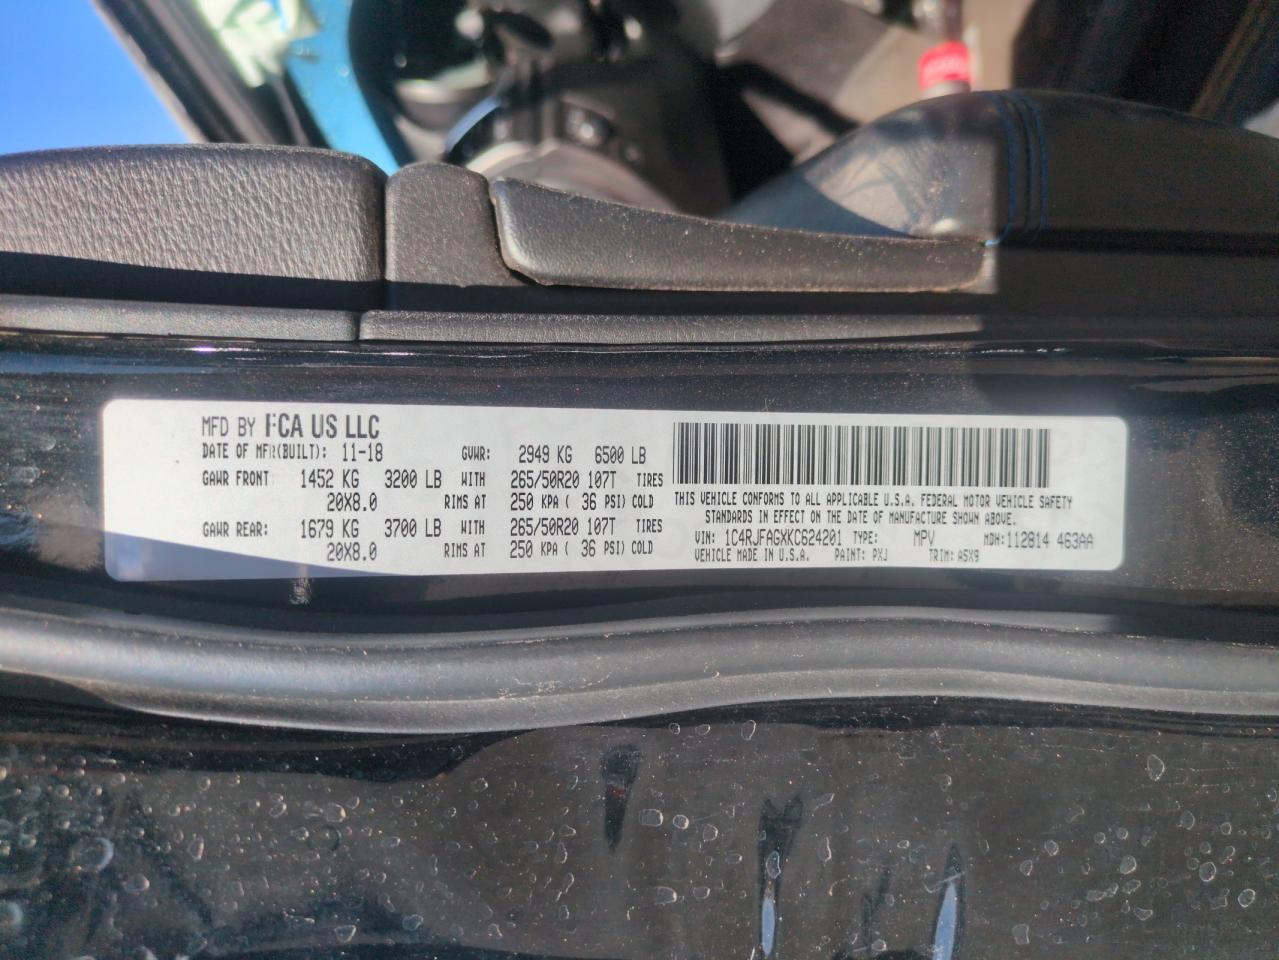 MFD BY FCA US LLC
DATE OF MFR(BUILT): 11-18 GVWR: 2949 KG 6500 LB
GAWR FRONT 1452 KG 3200 LB WITH 265/50R20 107T TIRES
20X8.0 RIMS AT 250 KPA ( 36 PSI) COLD
GAWR REAR: 1679 KG 3700 LB WITH 265/50R20 107T TIRES
20X8.0 RIMS AT 250 KPA ( 36 PSI) COLD
THIS VEHICLE CONFORMS TO ALL APPLICABLE U.S.A. FEDERAL MOTOR VEHICLE SAFETY
STANDARDS IN EFFECT ON THE DATE OF MANUFACTURE SHOWN ABOVE.
VIN: 1C4RJFAGXKC624201 TYPE: MPV MDH: 112814 463AA
VEHICLE MADE IN U.S.A. PAINT: PXJ TRIM: A5X9